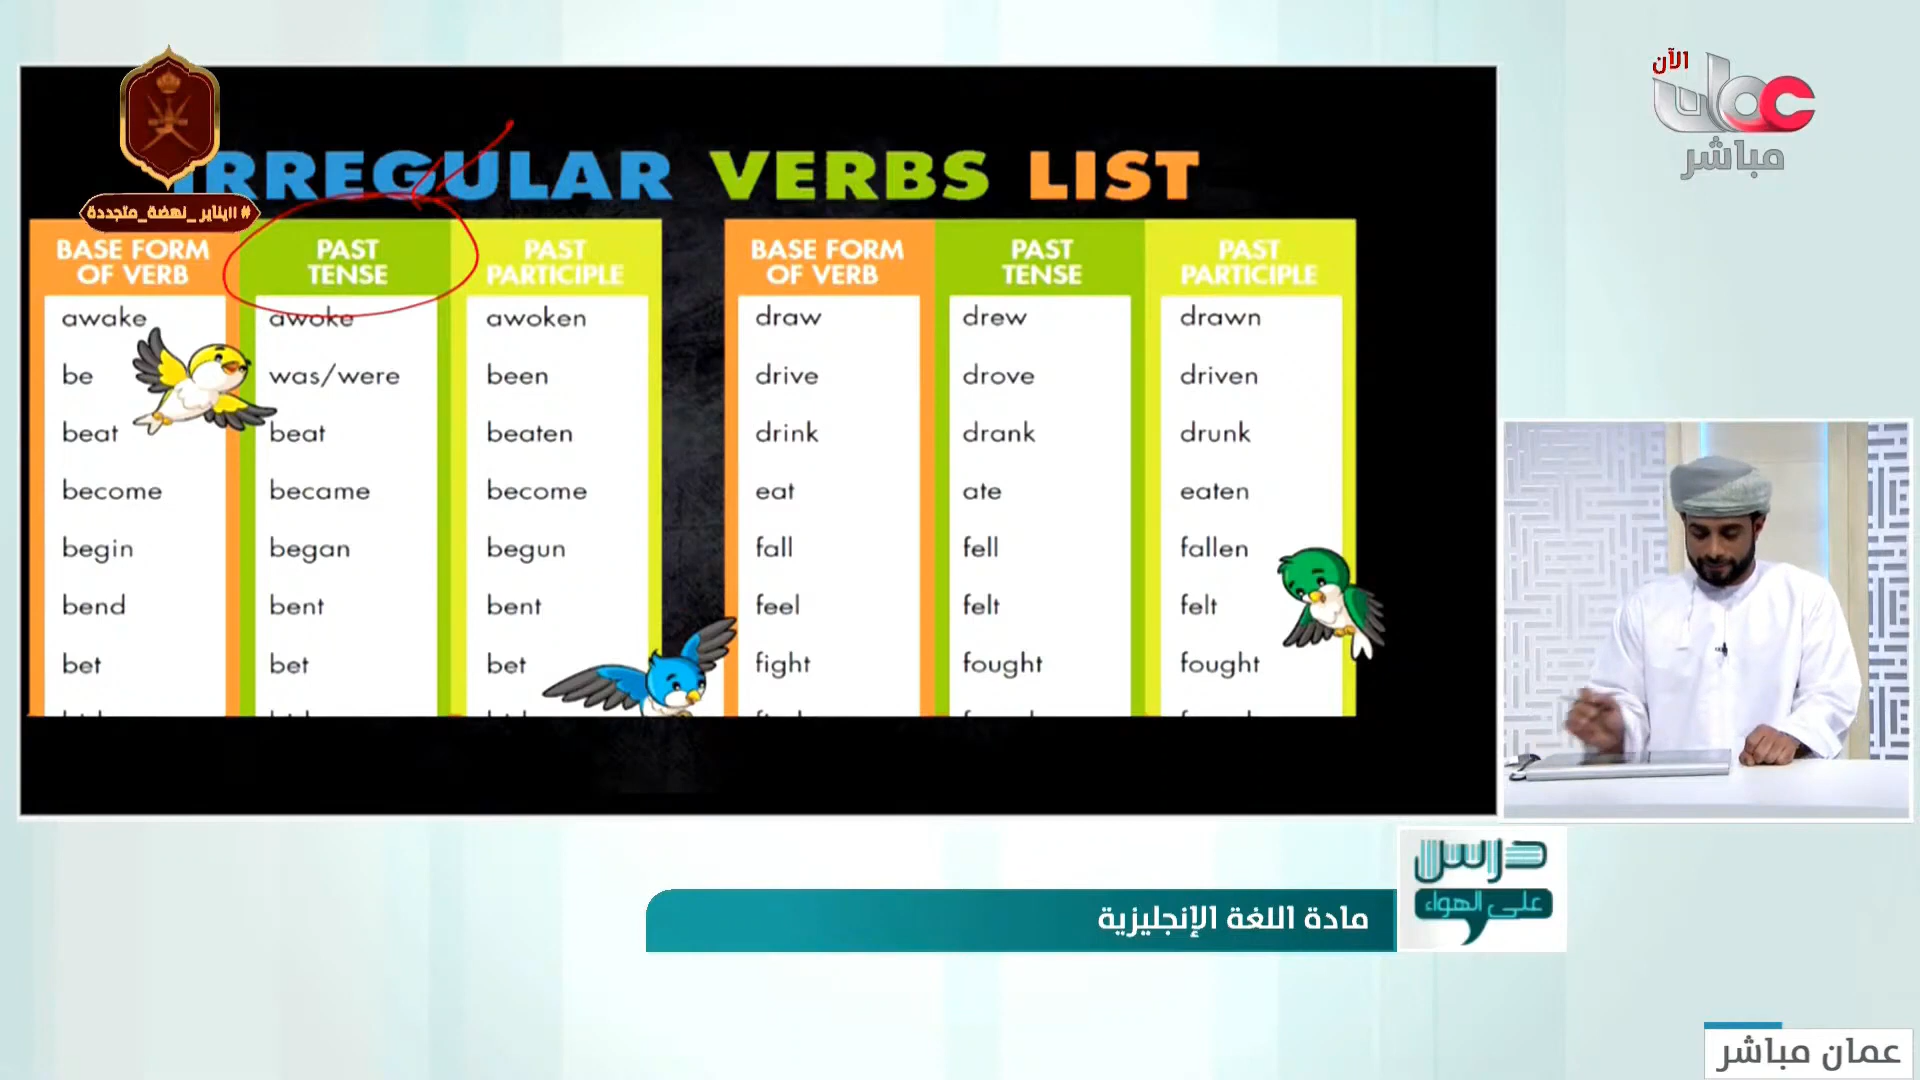 الآن
عمان
مباشر
IRREGULAR VERBS LIST
# ١١يناير_نهضة_متجددة
BASE FORM OF VERB PAST TENSE PAST PARTICIPLE BASE FORM OF VERB PAST TENSE PAST PARTICIPLE
awake awoke awoken draw drew drawn
be was/were been drive drove driven
beat beat beaten drink drank drunk
become became become eat ate eaten
begin began begun fall fell fallen
bend bent bent feel felt felt
bet bet bet fight fought fought
درس
على الهواء
مادة اللغة الإنجليزية
عمان مباشر